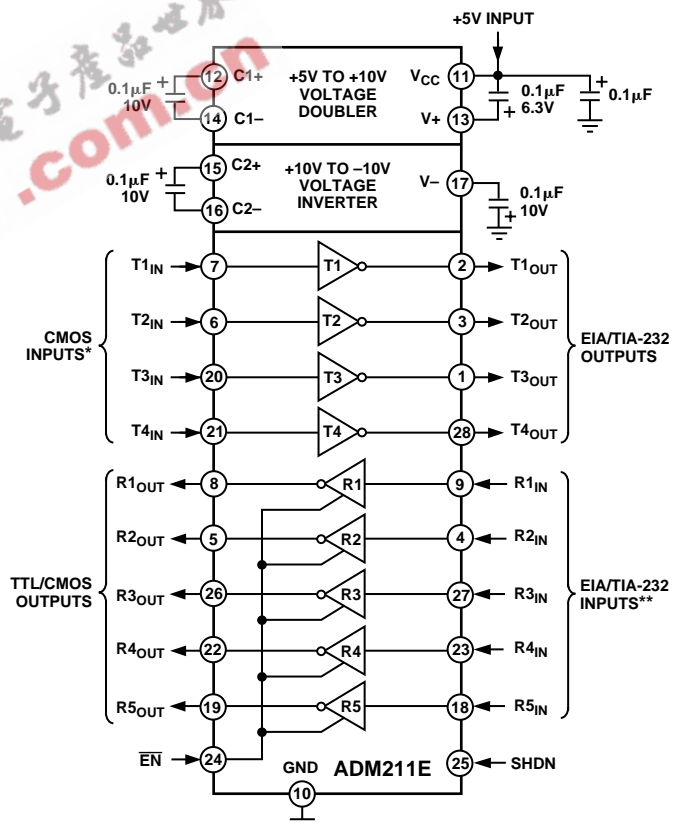 +5V INPUT
電子產品世界
.com.cn
0.1μF
10V
+
12
C1+
14
C1–
+5V TO +10V
VOLTAGE
DOUBLER
VCC
11
V+
13
0.1μF
6.3V
+
+
0.1μF
0.1μF
10V
+
15
C2+
16
C2–
+10V TO –10V
VOLTAGE
INVERTER
V–
17
0.1μF
10V
+
CMOS
INPUTS*
T1IN
7
T1
2
T1OUT
T2IN
6
T2
3
T2OUT
T3IN
20
T3
1
T3OUT
T4IN
21
T4
28
T4OUT
EIA/TIA-232
OUTPUTS
TTL/CMOS
OUTPUTS
R1OUT
8
R1
9
R1IN
R2OUT
5
R2
4
R2IN
R3OUT
26
R3
27
R3IN
R4OUT
22
R4
23
R4IN
R5OUT
19
R5
18
R5IN
EIA/TIA-232
INPUTS**
EN
24
GND
10
ADM211E
25
SHDN